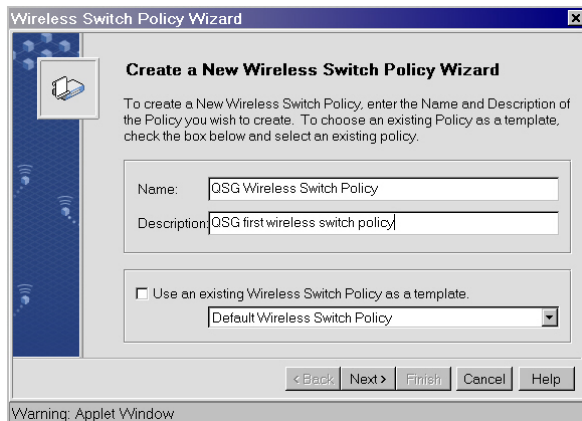 Wireless Switch Policy Wizard
Create a New Wireless Switch Policy Wizard
To create a New Wireless Switch Policy, enter the Name and Description of
the Policy you wish to create. To choose an existing Policy as a template,
check the box below and select an existing policy.
Name: QSG Wireless Switch Policy
Description: QSG first wireless switch policy
Use an existing Wireless Switch Policy as a template.
Default Wireless Switch Policy
< Back Next > Finish Cancel Help
Warning: Applet Window